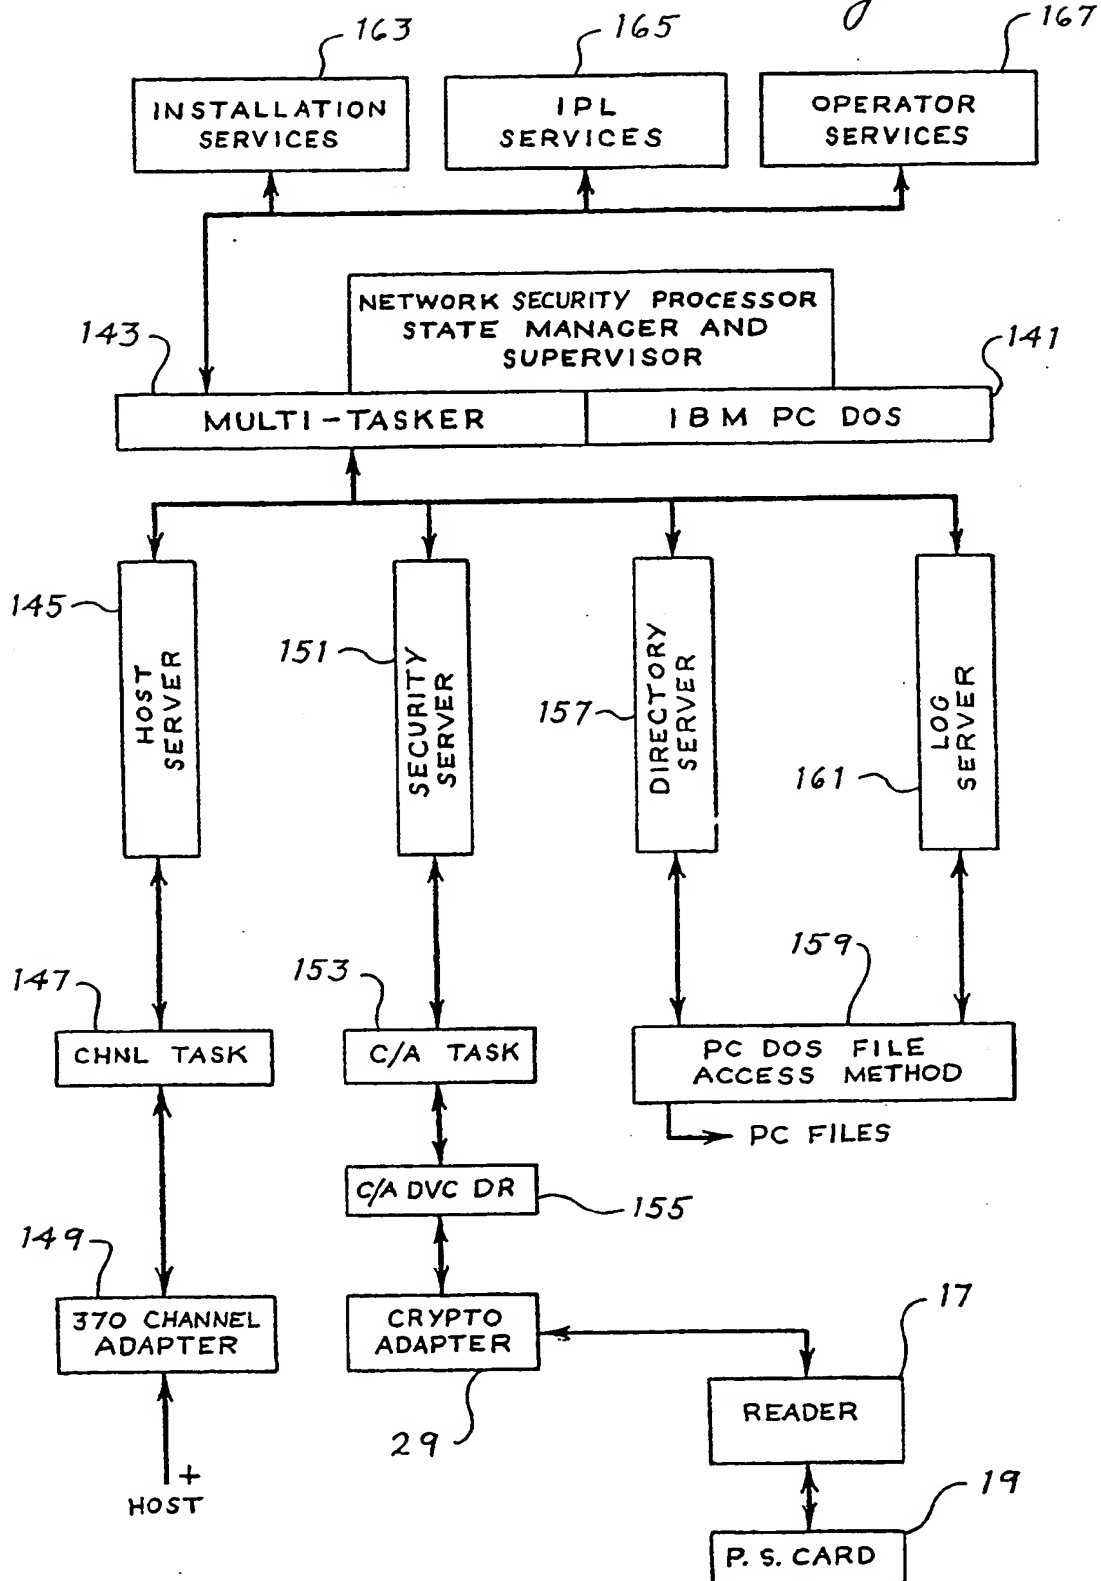 163
165
167
INSTALLATION
SERVICES
IPL
SERVICES
OPERATOR
SERVICES
NETWORK SECURITY PROCESSOR
STATE MANAGER AND
SUPERVISOR
143
141
MULTI-TASKER
IBM PC DOS
145
HOST
SERVER
151
SECURITY
SERVER
157
DIRECTORY
SERVER
161
LOG
SERVER
147
CHNL TASK
153
C/A TASK
159
PC DOS FILE
ACCESS METHOD
PC FILES
C/A DVC DR
155
149
370 CHANNEL
ADAPTER
CRYPTO
ADAPTER
29
17
READER
+
HOST
19
P. S. CARD